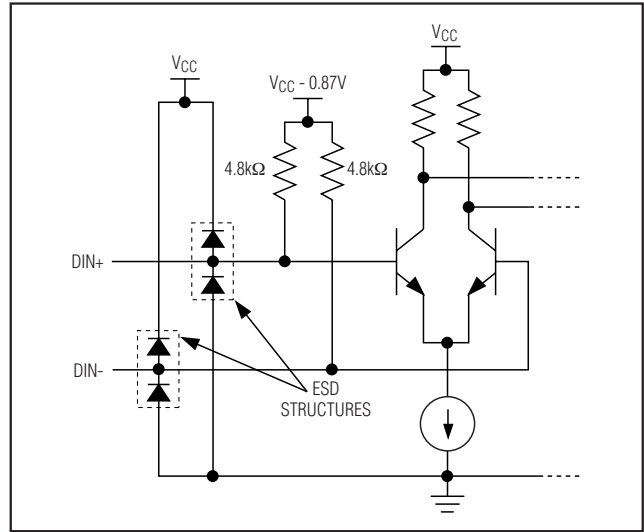 VCC
VCC
VCC - 0.87V
4.8kΩ
4.8kΩ
DIN+
DIN-
ESD
STRUCTURES